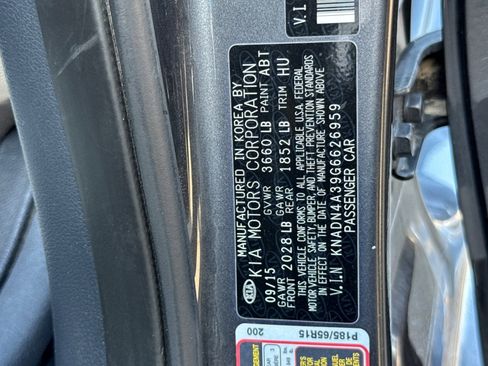 MANUFACTURED IN KOREA BY
KIA KIA MOTORS CORPORATION
09/15 GVWR 3660 LB PAINT ABT
GAWR FRONT 2028 LB GAWR REAR 1852 LB TRIM HU
THIS VEHICLE CONFORMS TO ALL APPLICABLE U.S.A. FEDERAL
MOTOR VEHICLE SAFETY, BUMPER, AND THEFT PREVENTION STANDARDS
IN EFFECT ON THE DATE OF MANUFACTURE SHOWN ABOVE
V.I.N KNADN4A39G6626959
PASSENGER CAR
V.I
P185/65R15
200